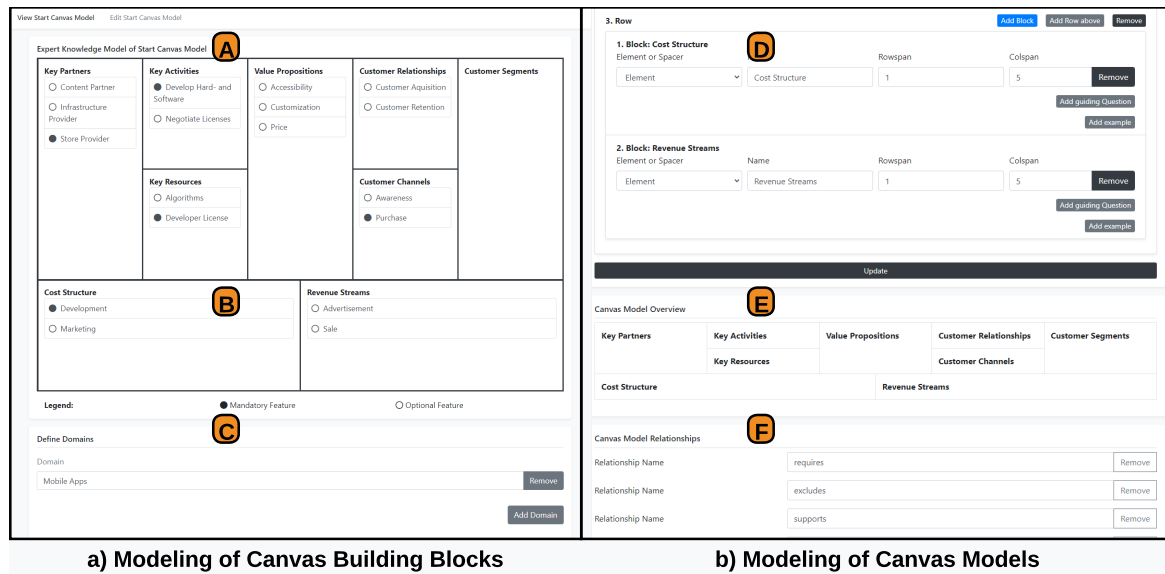 View Start Canvas Model Edit Start Canvas Model
Expert Knowledge Model of Start Canvas Model
A
Key Partners
Content Partner
Infrastructure
Provider
Store Provider
Key Activities
Develop Hard- and
Software
Negotiate Licenses
Value Propositions
Accessibility
Customization
Price
Customer Relationships
Customer Aquisition
Customer Retention
Customer Segments
Key Resources
Algorithms
Developer License
Customer Channels
Awareness
Purchase
Cost Structure
B
Development
Marketing
Revenue Streams
Advertisement
Sale
Legend: Mandatory Feature Optional Feature
C
Define Domains
Domain
Mobile Apps Remove
Add Domain
a) Modeling of Canvas Building Blocks
3. Row Add Block Add Row above Remove
1. Block: Cost Structure
D
Element or Spacer Rowspan Colspan
Element Cost Structure 1 5 Remove
Add guiding Question
Add example
2. Block: Revenue Streams
Element or Spacer Name Rowspan Colspan
Element Revenue Streams 1 5 Remove
Add guiding Question
Add example
Update
E
Canvas Model Overview
Key Partners Key Activities Value Propositions Customer Relationships Customer Segments
Key Resources Customer Channels
Cost Structure Revenue Streams
F
Canvas Model Relationships
Relationship Name requires Remove
Relationship Name excludes Remove
Relationship Name supports Remove
b) Modeling of Canvas Models